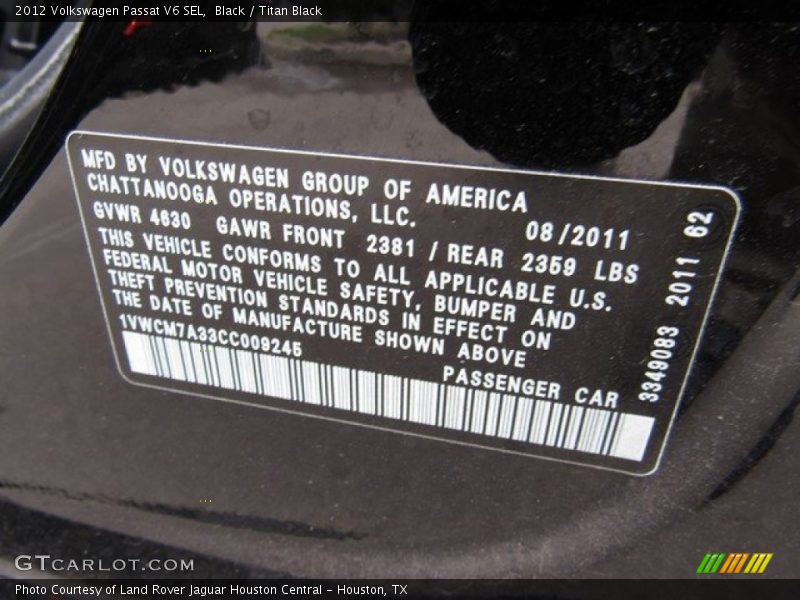 2012 Volkswagen Passat V6 SEL,  Black / Titan Black
MFD BY VOLKSWAGEN GROUP OF AMERICA
CHATTANOOGA OPERATIONS, LLC.
08/2011
GVWR 4630 GAWR FRONT 2381 / REAR 2359 LBS
THIS VEHICLE CONFORMS TO ALL APPLICABLE U.S.
FEDERAL MOTOR VEHICLE SAFETY, BUMPER AND
THEFT PREVENTION STANDARDS IN EFFECT ON
THE DATE OF MANUFACTURE SHOWN ABOVE
1VWCM7A33CC009245
PASSENGER CAR
3349083 2011 62
GTCARLOT.COM
Photo Courtesy of Land Rover Jaguar Houston Central - Houston, TX